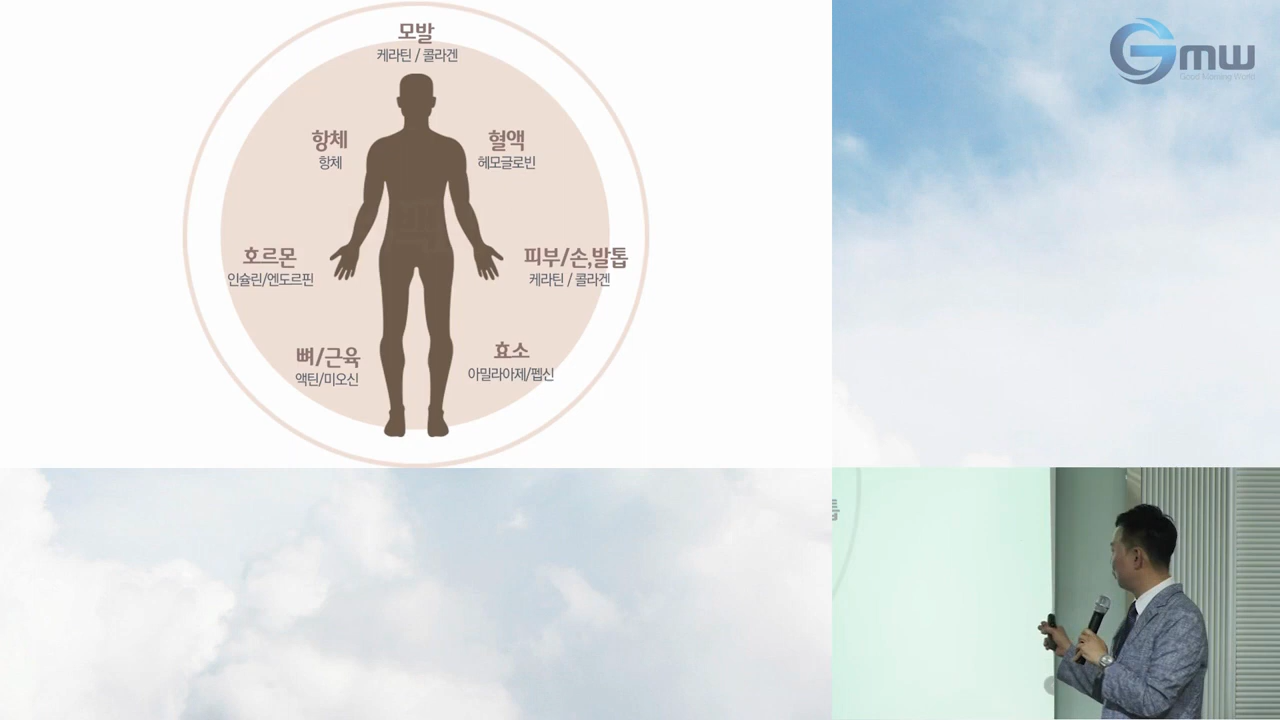 모발
케라틴 / 콜라겐
항체
항체
혈액
헤모글로빈
호르몬
인슐린/엔도르핀
피부/손,발톱
케라틴 / 콜라겐
뼈/근육
액틴/미오신
효소
아밀라아제/펩신
Gmw
Good Morning World
톱